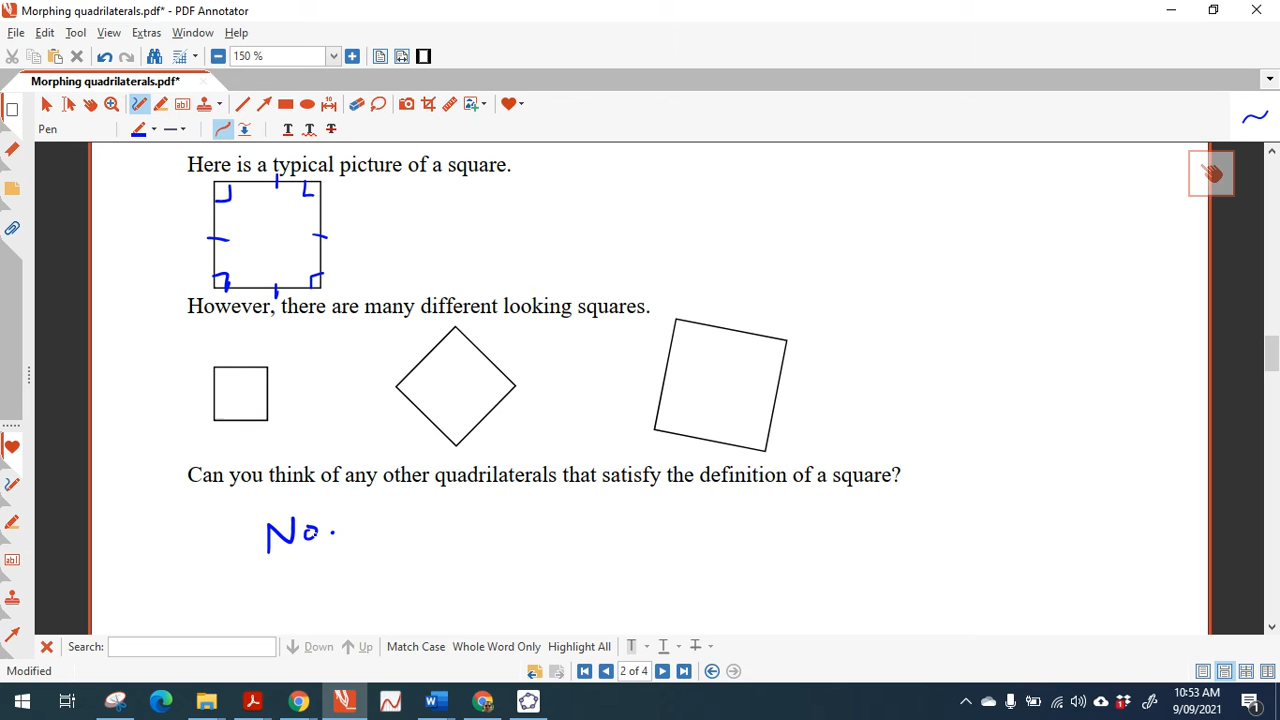 Morphing quadrilaterals.pdf* - PDF Annotator
File Edit Tool View Extras Window Help
150 %
Morphing quadrilaterals.pdf*
Pen
Here is a typical picture of a square.
However, there are many different looking squares.
Can you think of any other quadrilaterals that satisfy the definition of a square?
No.
Search: Down Up Match Case Whole Word Only Highlight All
Modified 2 of 4
10:53 AM
9/09/2021